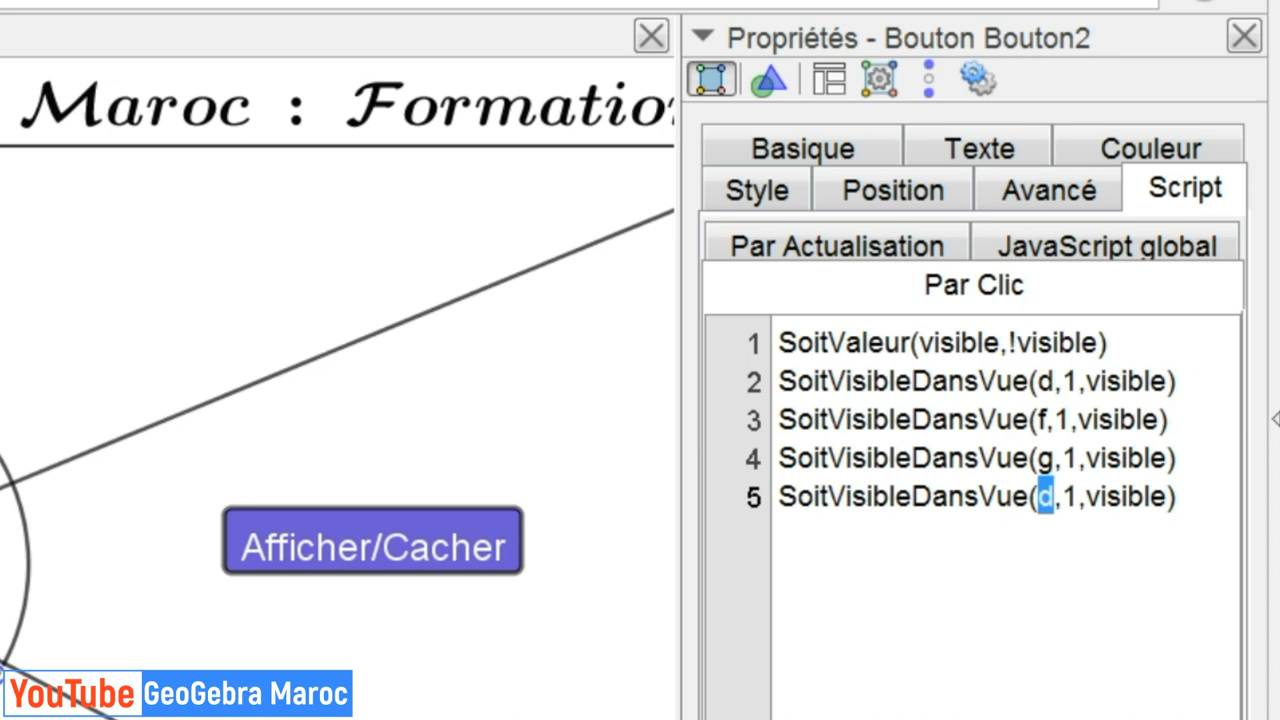 Maroc : Formation
Propriétés - Bouton Bouton2
Basique
Texte
Couleur
Style
Position
Avancé
Script
Par Actualisation
JavaScript global
Par Clic
1 SoitValeur(visible,!visible)
2 SoitVisibleDansVue(d,1,visible)
3 SoitVisibleDansVue(f,1,visible)
4 SoitVisibleDansVue(g,1,visible)
5 SoitVisibleDansVue(d,1,visible)
Afficher/Cacher
YouTube GeoGebra Maroc